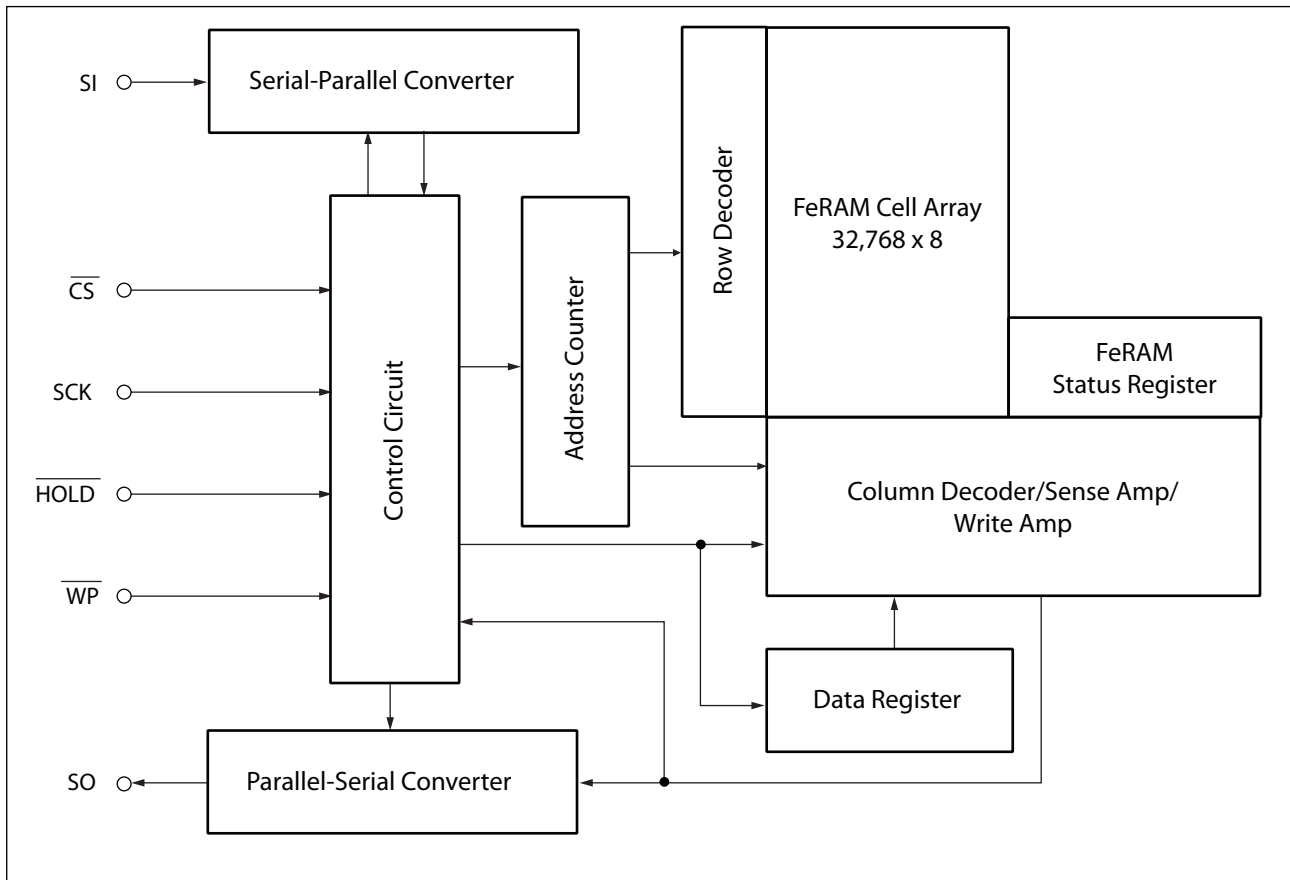 SI
Serial-Parallel Converter
Row Decoder
FeRAM Cell Array
32,768 x 8
CS
SCK
HOLD
WP
Control Circuit
Address Counter
FeRAM
Status Register
Column Decoder/Sense Amp/
Write Amp
Data Register
SO
Parallel-Serial Converter